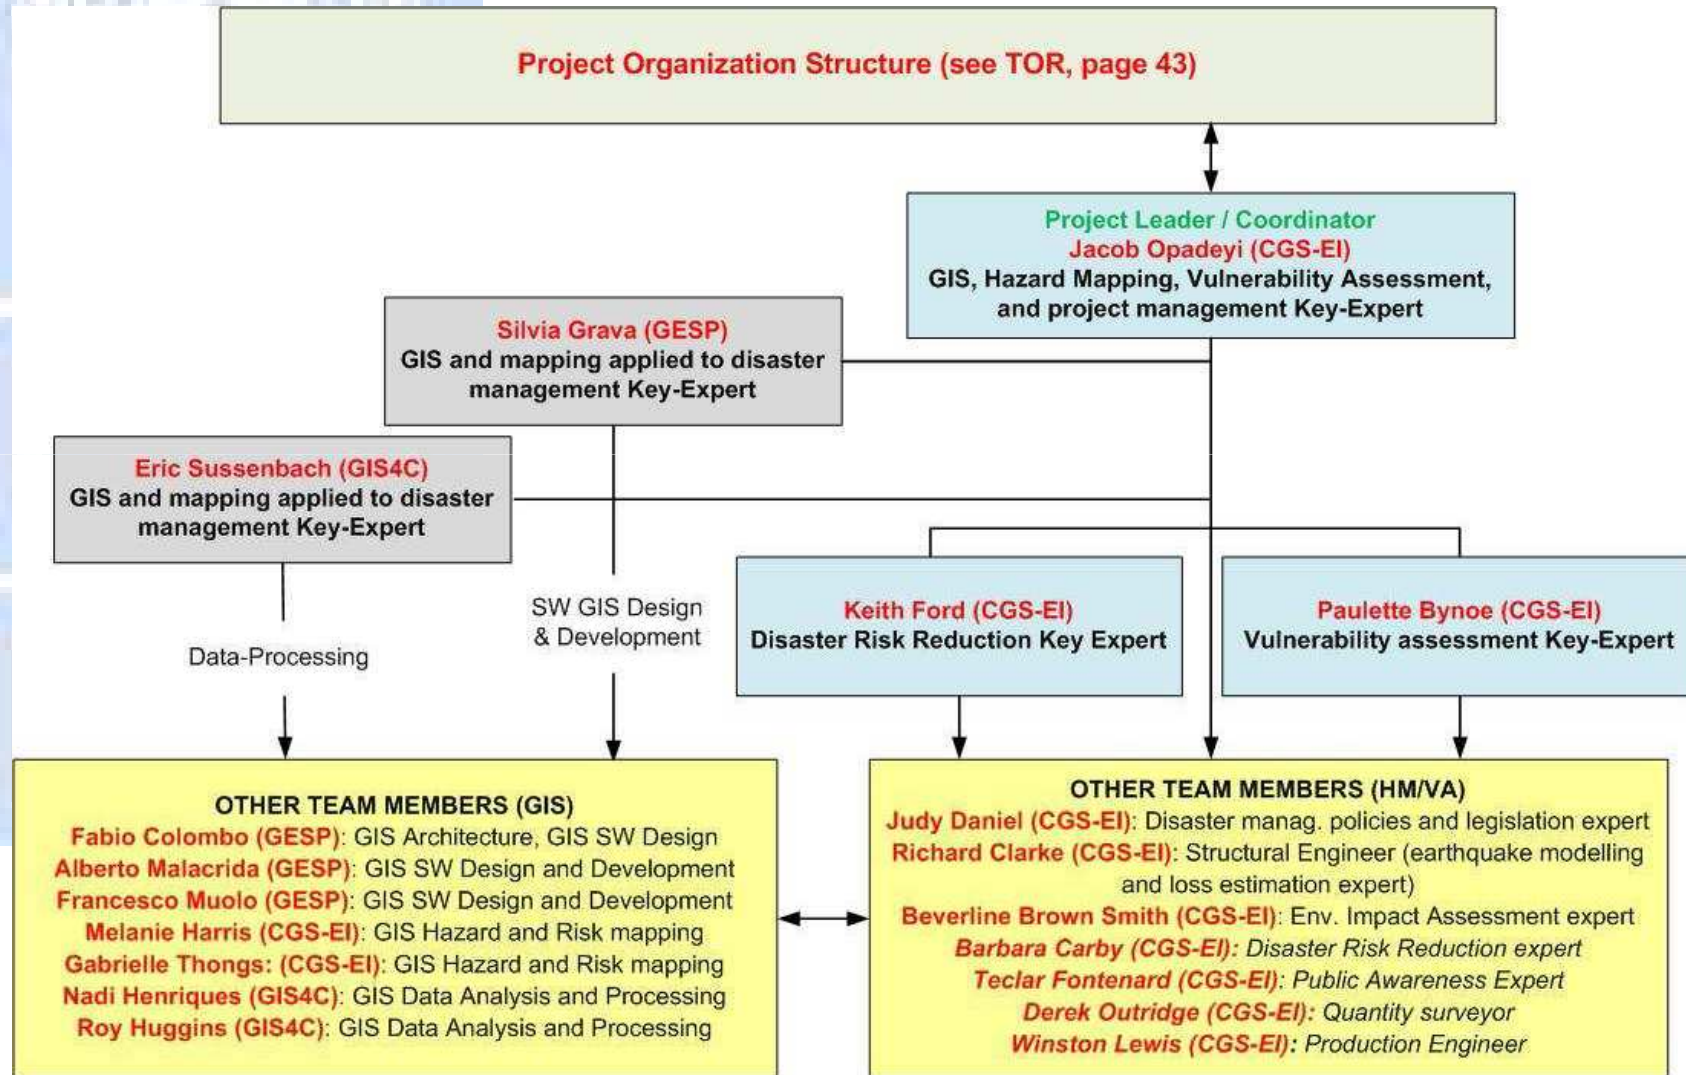 Project Organization Structure (see TOR, page 43)
Project Leader / Coordinator
Jacob Opadeyi (CGS-EI)
GIS, Hazard Mapping, Vulnerability Assessment,
and project management Key-Expert
Silvia Grava (GESP)
GIS and mapping applied to disaster
management Key-Expert
Eric Sussenbach (GIS4C)
GIS and mapping applied to disaster
management Key-Expert
SW GIS Design
& Development
Data-Processing
Keith Ford (CGS-EI)
Disaster Risk Reduction Key Expert
Paulette Bynoe (CGS-EI)
Vulnerability assessment Key-Expert
OTHER TEAM MEMBERS (GIS)
Fabio Colombo (GESP): GIS Architecture, GIS SW Design
Alberto Malacrida (GESP): GIS SW Design and Development
Francesco Muolo (GESP): GIS SW Design and Development
Melanie Harris (CGS-EI): GIS Hazard and Risk mapping
Gabrielle Thongs: (CGS-EI): GIS Hazard and Risk mapping
Nadi Henriques (GIS4C): GIS Data Analysis and Processing
Roy Huggins (GIS4C): GIS Data Analysis and Processing
OTHER TEAM MEMBERS (HM/VA)
Judy Daniel (CGS-EI): Disaster manag. policies and legislation expert
Richard Clarke (CGS-EI): Structural Engineer (earthquake modelling
and loss estimation expert)
Beverline Brown Smith (CGS-EI): Env. Impact Assessment expert
Barbara Carby (CGS-EI): Disaster Risk Reduction expert
Teclar Fontenard (CGS-EI): Public Awareness Expert
Derek Outridge (CGS-EI): Quantity surveyor
Winston Lewis (CGS-EI): Production Engineer